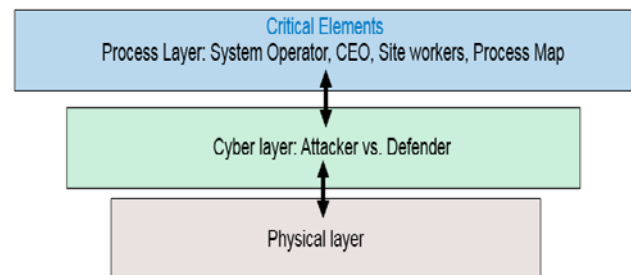 Critical Elements
Process Layer: System Operator, CEO, Site workers, Process Map
Cyber layer: Attacker vs. Defender
Physical layer